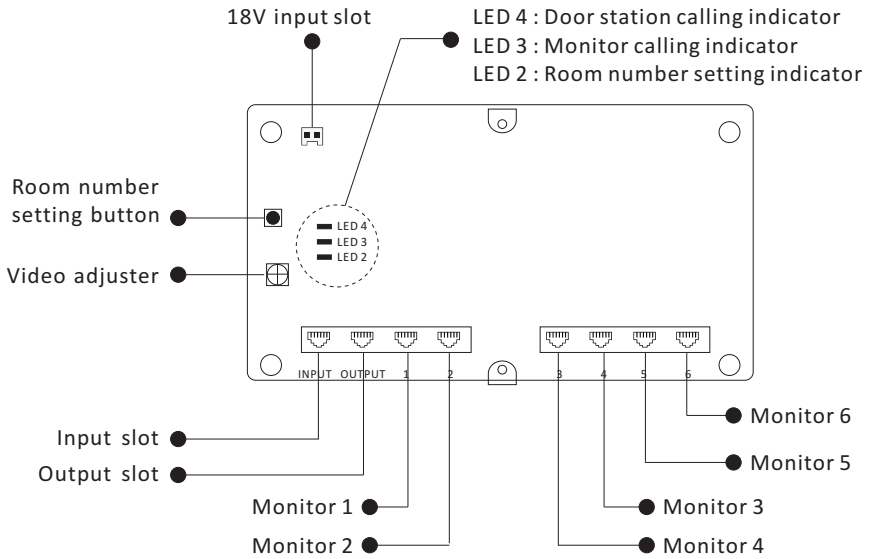 18V input slot
LED 4 : Door station calling indicator
LED 3 : Monitor calling indicator
LED 2 : Room number setting indicator
Room number
setting button
Video adjuster
LED 4
LED 3
LED 2
INPUT OUTPUT 1 2 3 4 5 6
Input slot
Output slot
Monitor 1
Monitor 2
Monitor 6
Monitor 5
Monitor 3
Monitor 4